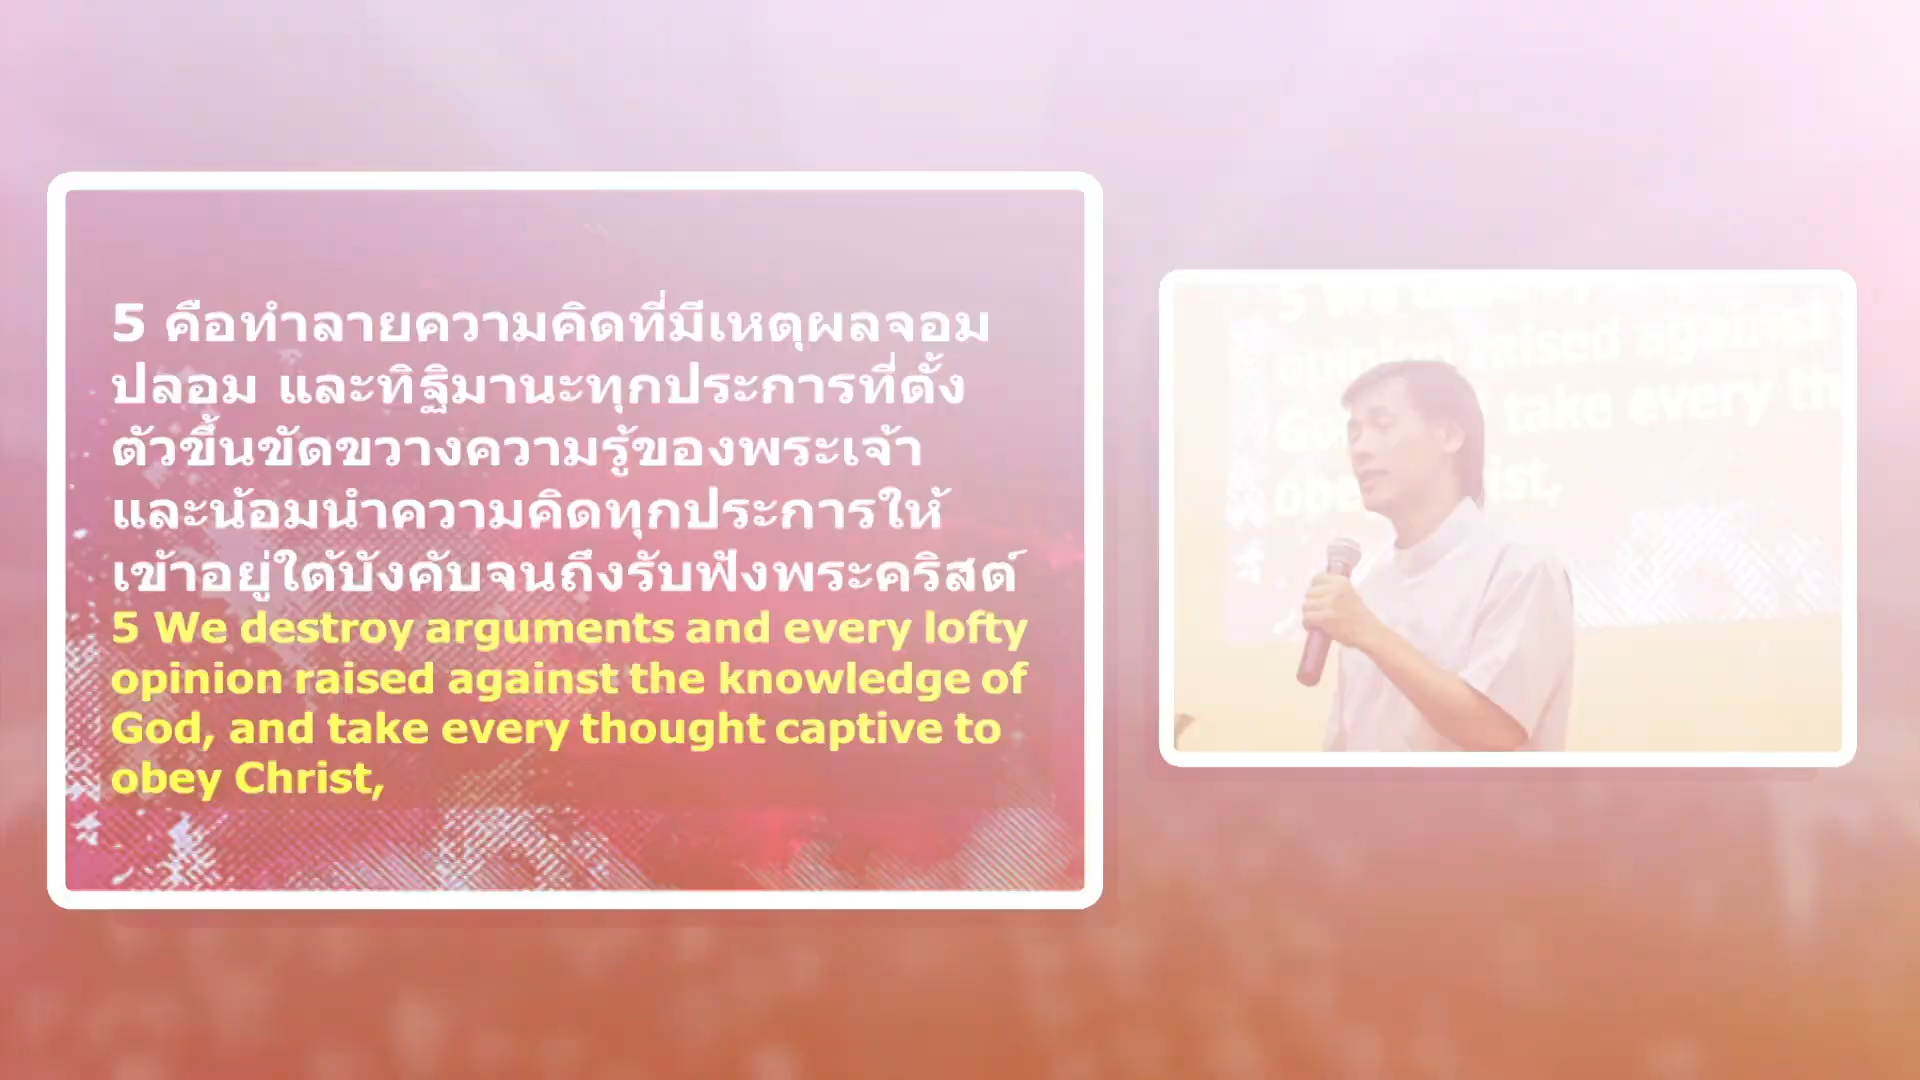 5 คือทำลายความคิดที่มีเหตุผลจอม
ปลอม และทิฐิมานะทุกประการที่ตั้ง
ตัวขึ้นขัดขวางความรู้ของพระเจ้า
และน้อมนำความคิดทุกประการให้
เข้าอยู่ใต้บังคับจนถึงรับฟังพระคริสต์
5 We destroy arguments and every lofty
opinion raised against the knowledge of
God, and take every thought captive to
obey Christ,
5 We
opinion raised against
take every